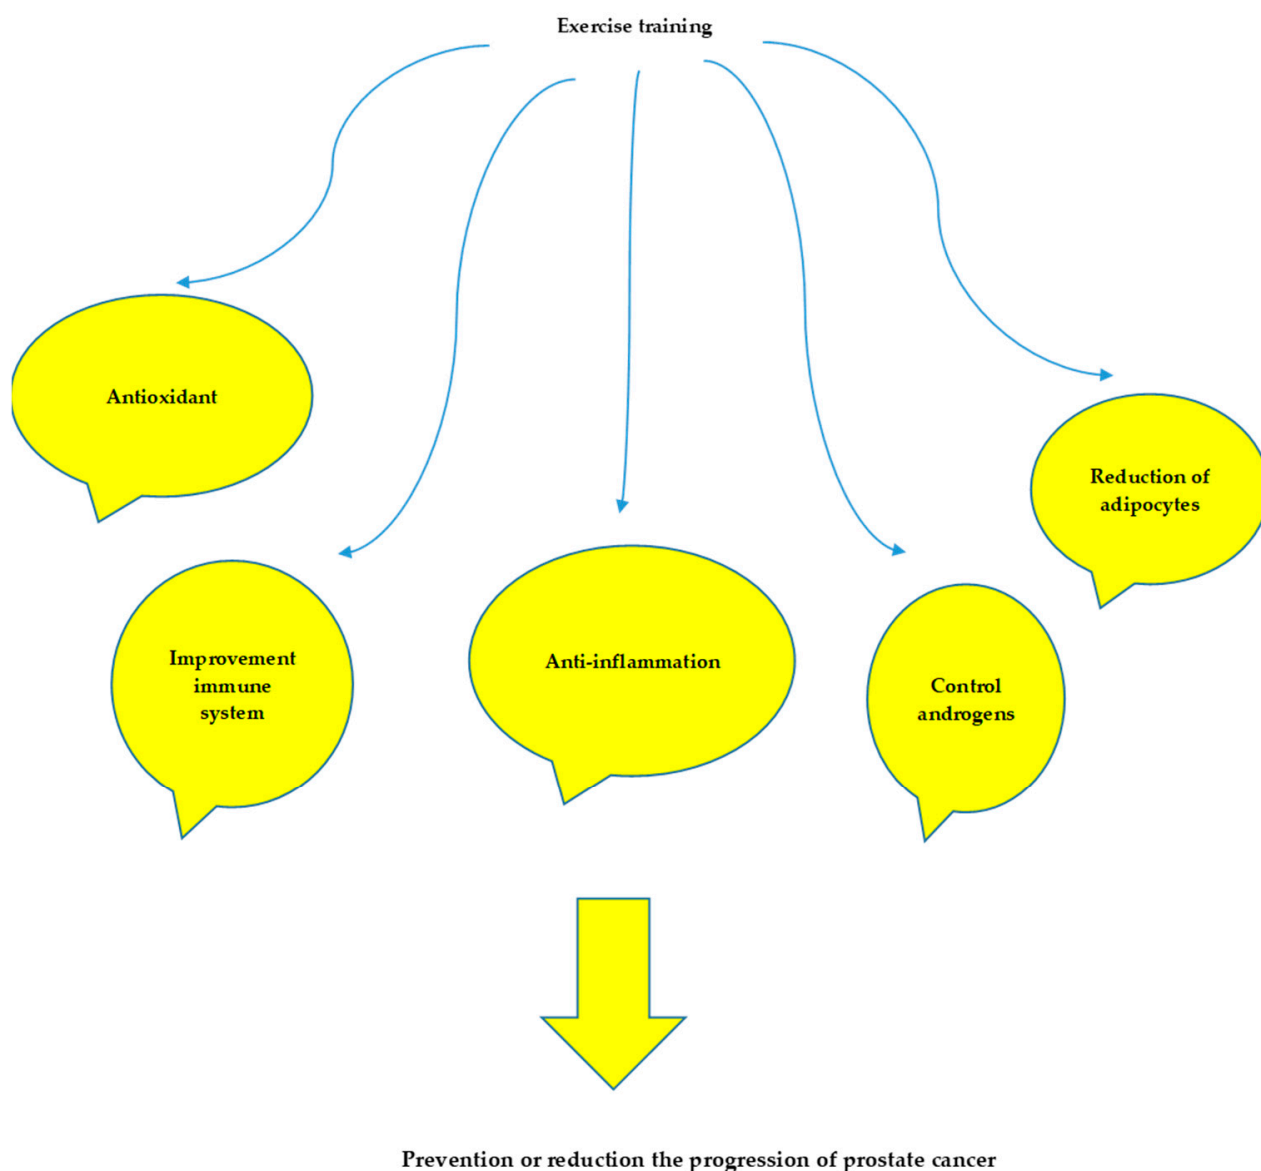 Exercise training
Antioxidant
Reduction of
adipocytes
Improvement
immune
system
Anti-inflammation
Control
androgens
Prevention or reduction the progression of prostate cancer